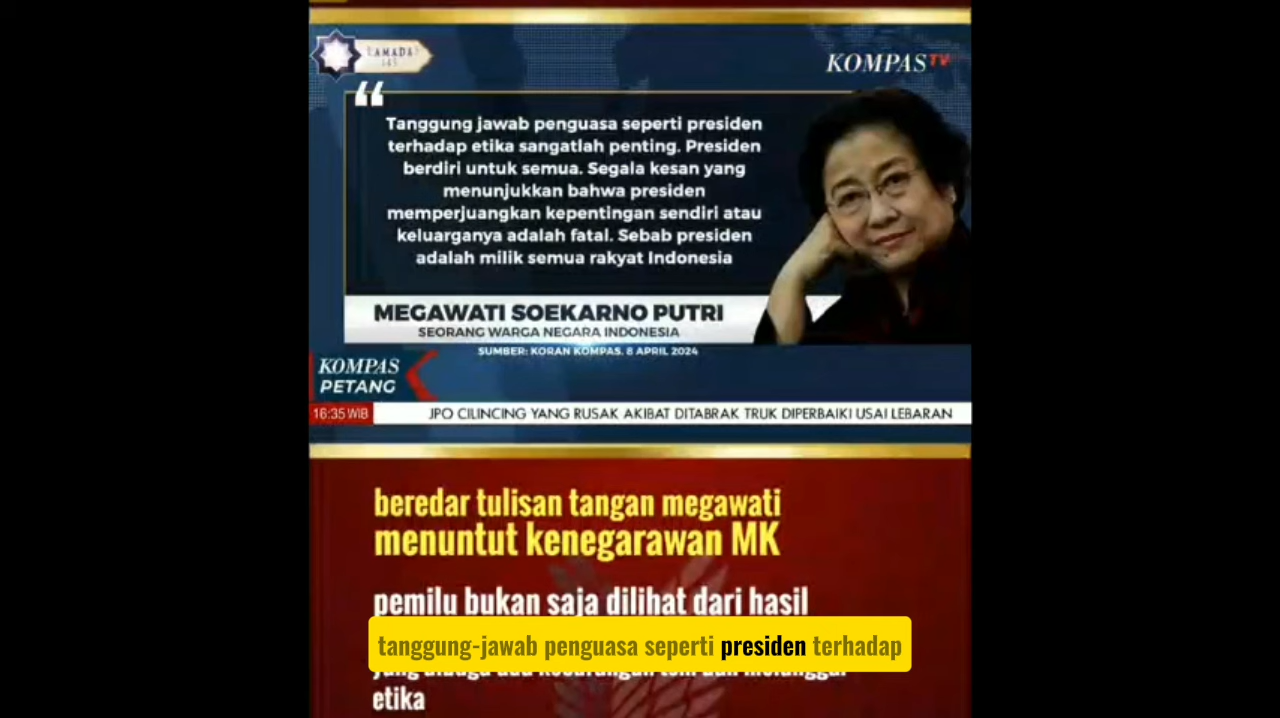 RAMADAN
KOMPAS TV
Tanggung jawab penguasa seperti presiden
terhadap etika sangatlah penting. Presiden
berdiri untuk semua. Segala kesan yang
menunjukkan bahwa presiden
memperjuangkan kepentingan sendiri atau
keluarganya adalah fatal. Sebab presiden
adalah milik semua rakyat Indonesia
MEGAWATI SOEKARNO PUTRI
SEORANG WARGA NEGARA INDONESIA
SUMBER: KORAN KOMPAS. 8 APRIL 2024
KOMPAS
PETANG
16:35 WIB
JPO CILINCING YANG RUSAK AKIBAT DITABRAK TRUK DIPERBAIKI USAI LEBARAN
beredar tulisan tangan megawati
menuntut kenegarawan MK
pemilu bukan saja dilihat dari hasil
tanggung-jawab penguasa seperti presiden terhadap
etika